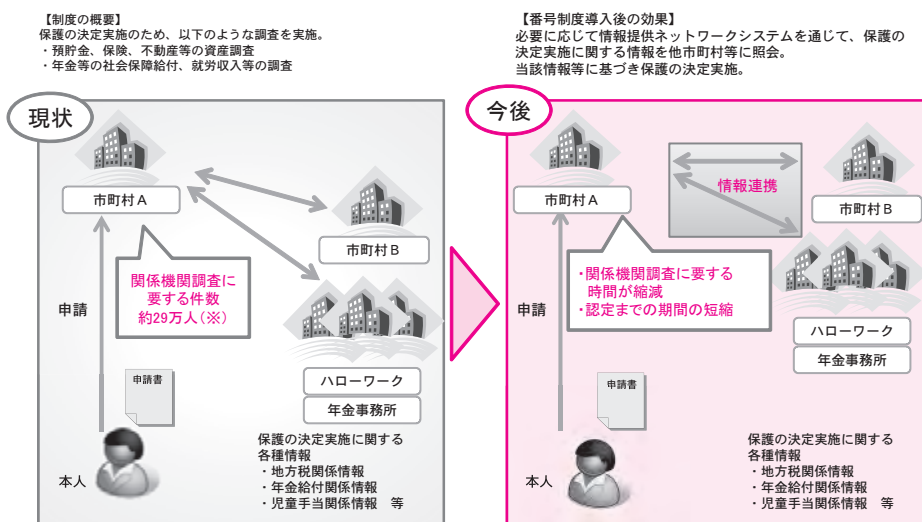 【制度の概要】
保護の決定実施のため、以下のような調査を実施。
・預貯金、保険、不動産等の資産調査
・年金等の社会保障給付、就労収入等の調査
【番号制度導入後の効果】
必要に応じて情報提供ネットワークシステムを通じて、保護の
決定実施に関する情報を他市町村等に照会。
当該情報等に基づき保護の決定実施。
現状
市町村A
市町村B
関係機関調査に
要する件数
約29万人(※)
申請
ハローワーク
年金事務所
申請書
本人
保護の決定実施に関する
各種情報
・地方税関係情報
・年金給付関係情報
・児童手当関係情報 等
今後
市町村A
情報連携
市町村B
・関係機関調査に要する
時間が縮減
・認定までの期間の短縮
申請
ハローワーク
年金事務所
申請書
本人
保護の決定実施に関する
各種情報
・地方税関係情報
・年金給付関係情報
・児童手当関係情報 等